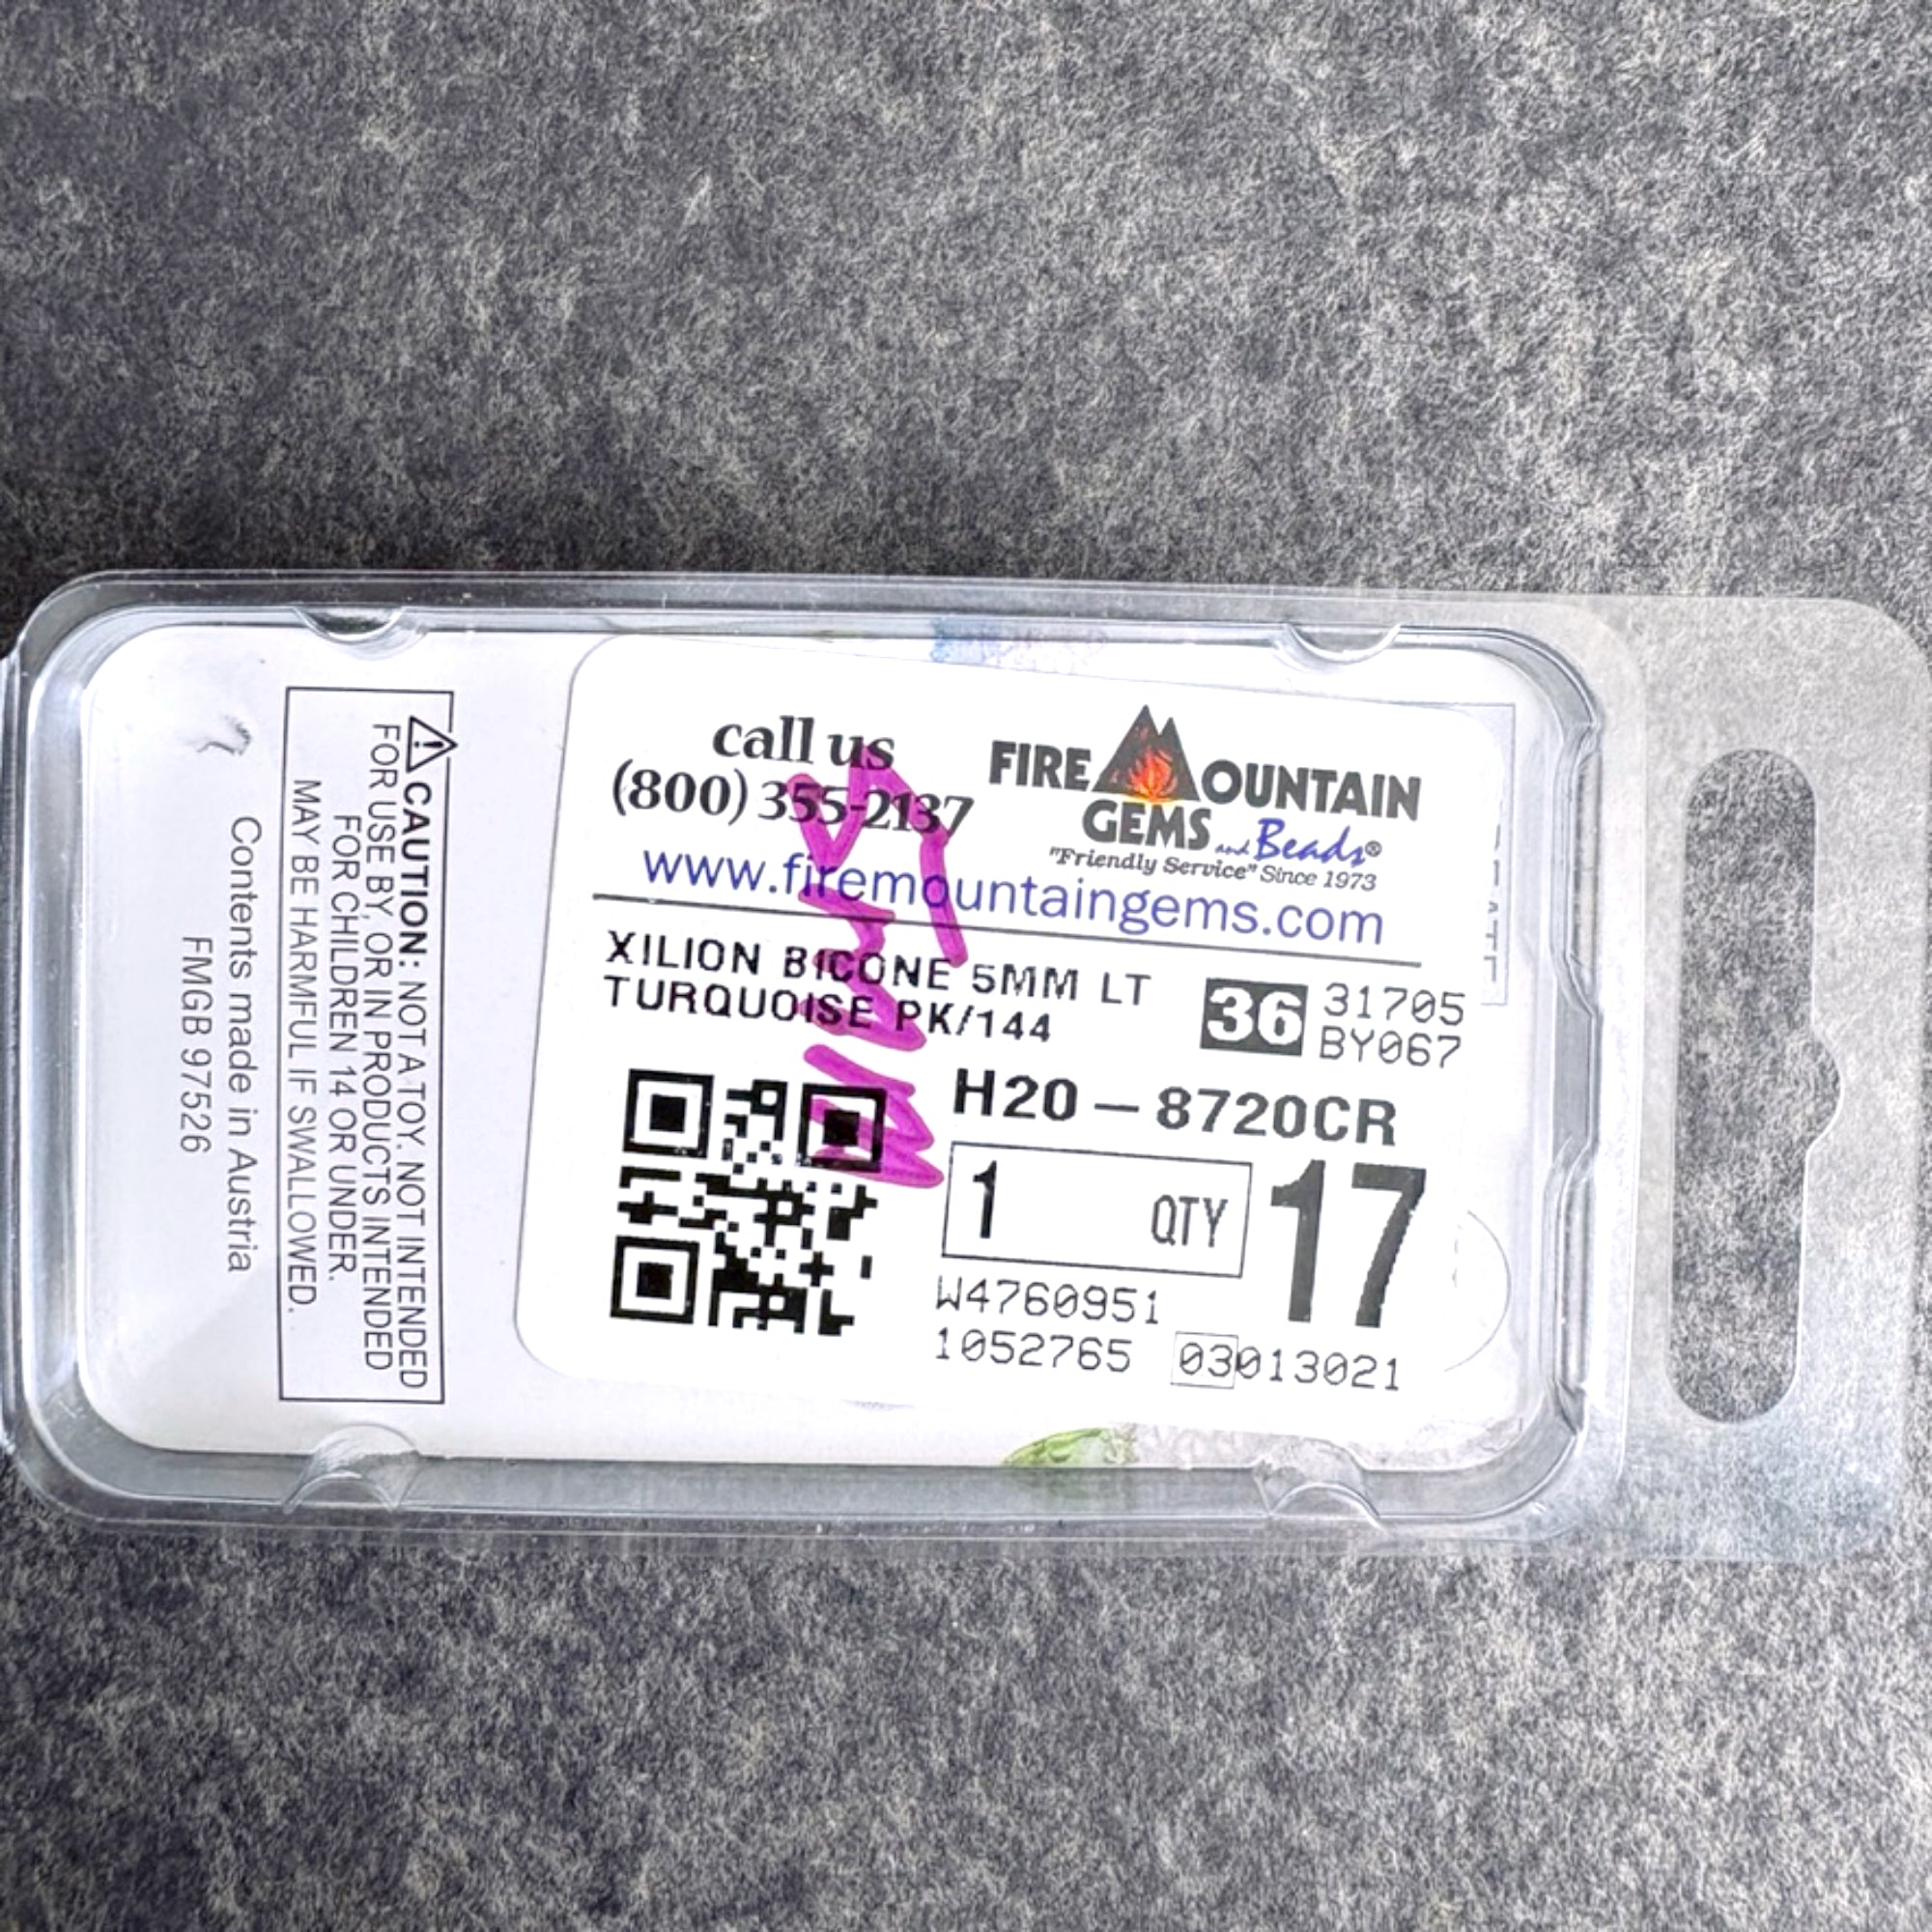 call us
(800) 355-2137
FIRE MOUNTAIN
GEMS and Beads®
"Friendly Service" Since 1973
www.firemountaingems.com
XILION BICONE 5MM LT
TURQUOISE PK/144
36
31705
BY067
H20-8720CR
1 QTY
17
W4760951
1052765 03013021
⚠CAUTION: NOT A TOY. NOT INTENDED
FOR USE BY, OR IN PRODUCTS INTENDED
FOR CHILDREN 14 OR UNDER.
MAY BE HARMFUL IF SWALLOWED.
Contents made in Austria
FMGB 97526